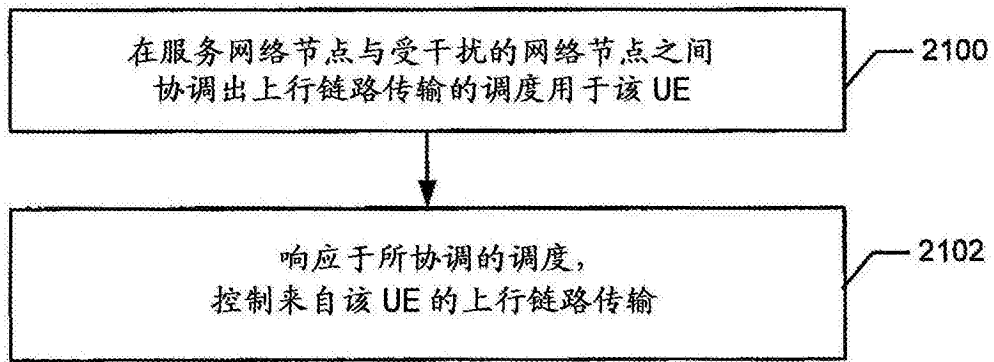 在服务网络节点与受干扰的网络节点之间
协调出上行链路传输的调度用于该 UE
2100
响应于所协调的调度，
控制来自该 UE 的上行链路传输
2102